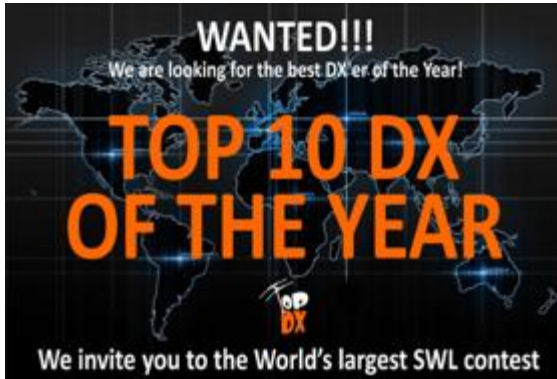 WANTED!!!
We are looking for the best DX'er of the Year!
TOP 10 DX
OF THE YEAR
TOP
DX
We invite you to the World's largest SWL contest